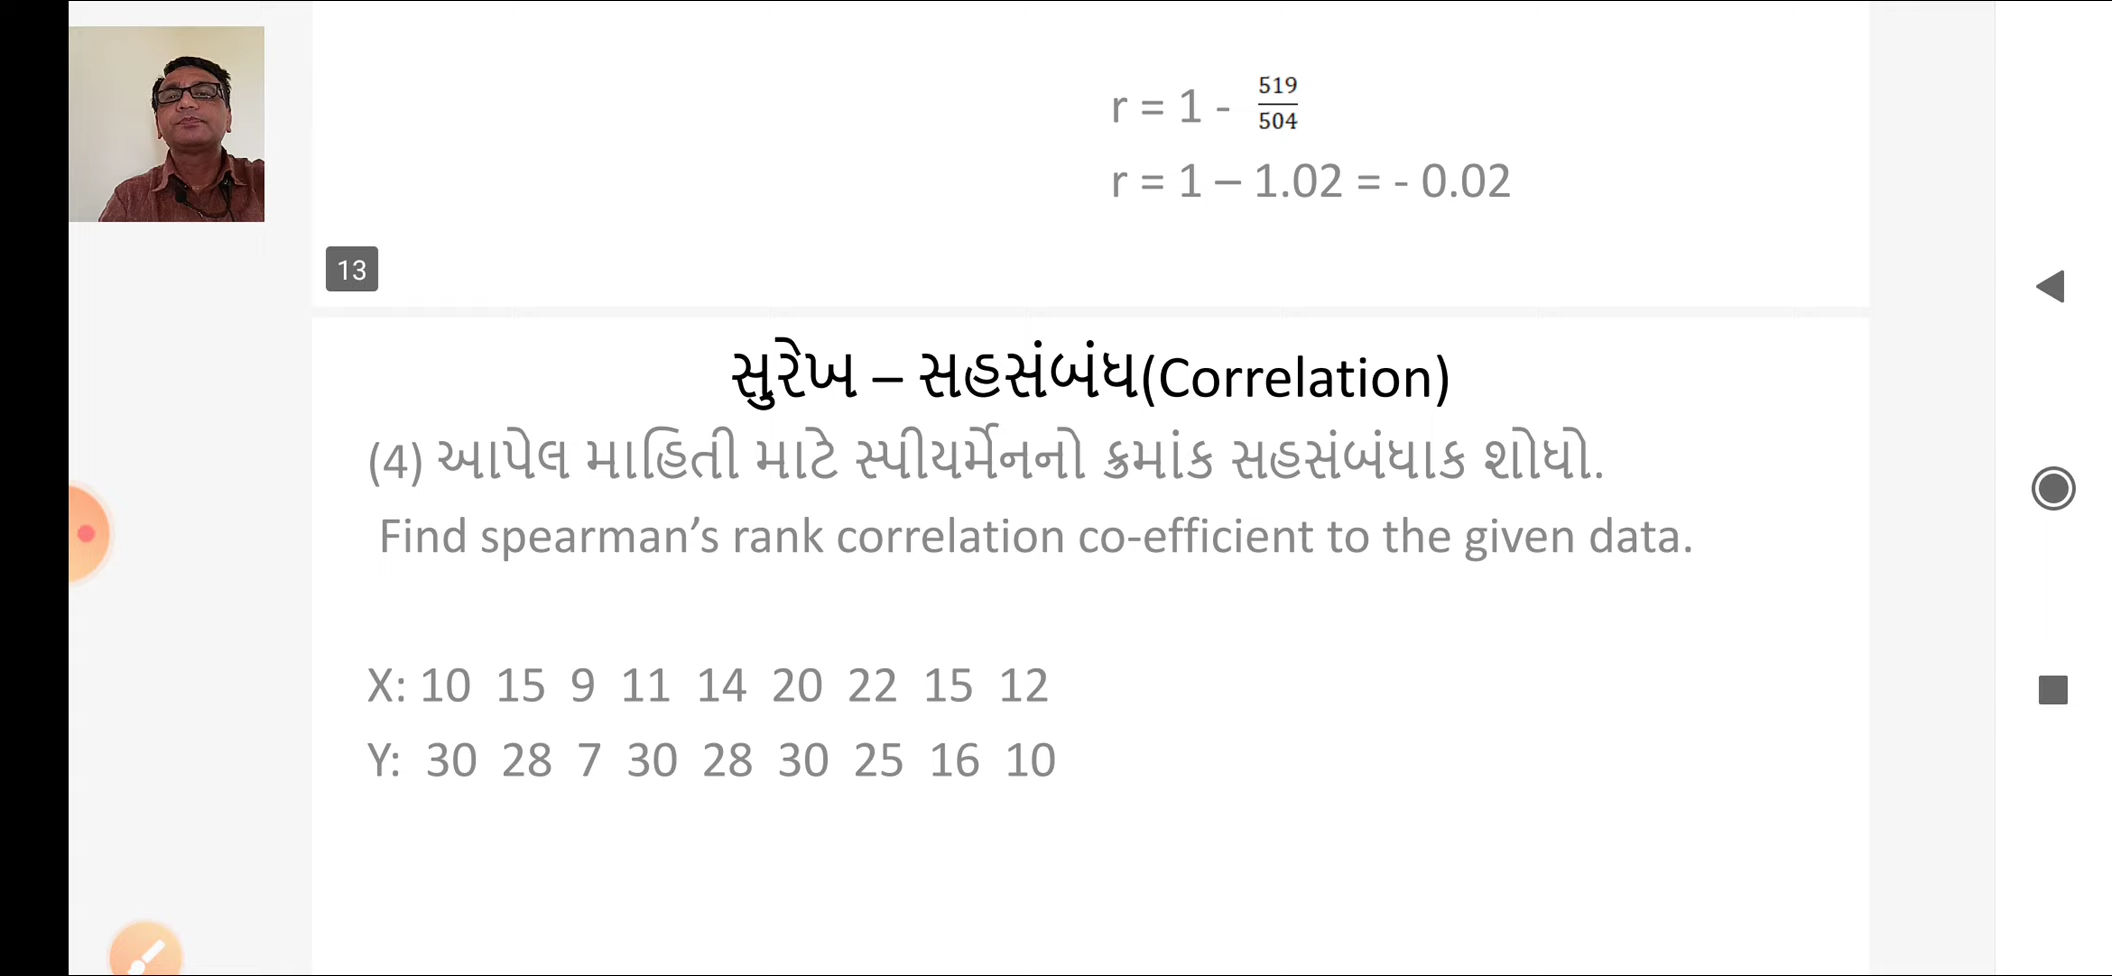 r = 1 - 519/504
r = 1 – 1.02 = - 0.02
13
સુરેખ – સહસંબંધ(Correlation)
(4) આપેલ માહિતી માટે સ્પીયર્મેનનો ક્રમાંક સહસંબંધાક શોધો.
Find spearman’s rank correlation co-efficient to the given data.
X: 10 15 9 11 14 20 22 15 12
Y: 30 28 7 30 28 30 25 16 10